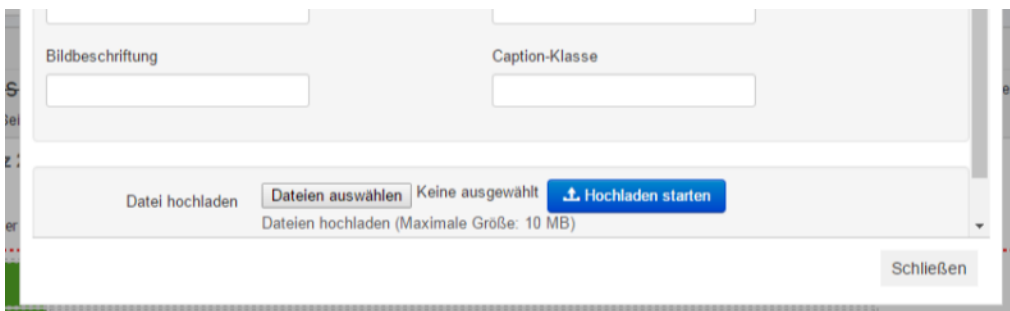 Bildbeschriftung Caption-Klasse
Datei hochladen Dateien auswählen Keine ausgewählt Hochladen starten
Dateien hochladen (Maximale Größe: 10 MB)
Schließen